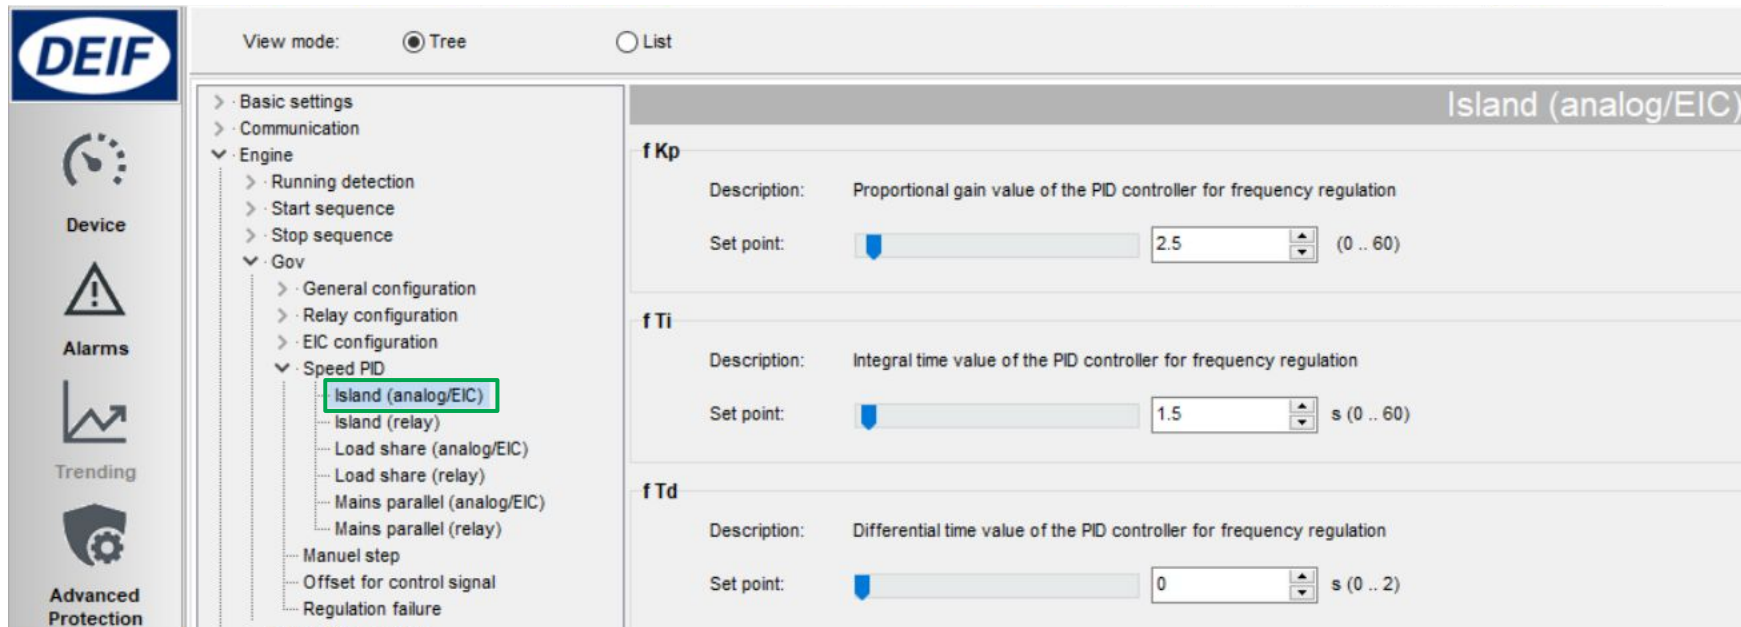 DEIF
View mode:
Tree
List
Device
Alarms
Trending
Advanced
Protection
Basic settings
Communication
Engine
Running detection
Start sequence
Stop sequence
Gov
General configuration
Relay configuration
EIC configuration
Speed PID
Island (analog/EIC)
Island (relay)
Load share (analog/EIC)
Load share (relay)
Mains parallel (analog/EIC)
Mains parallel (relay)
Manuel step
Offset for control signal
Regulation failure
Island (analog/EIC)
f Kp
Description: Proportional gain value of the PID controller for frequency regulation
Set point: 2.5 (0 .. 60)
f Ti
Description: Integral time value of the PID controller for frequency regulation
Set point: 1.5 s (0 .. 60)
f Td
Description: Differential time value of the PID controller for frequency regulation
Set point: 0 s (0 .. 2)